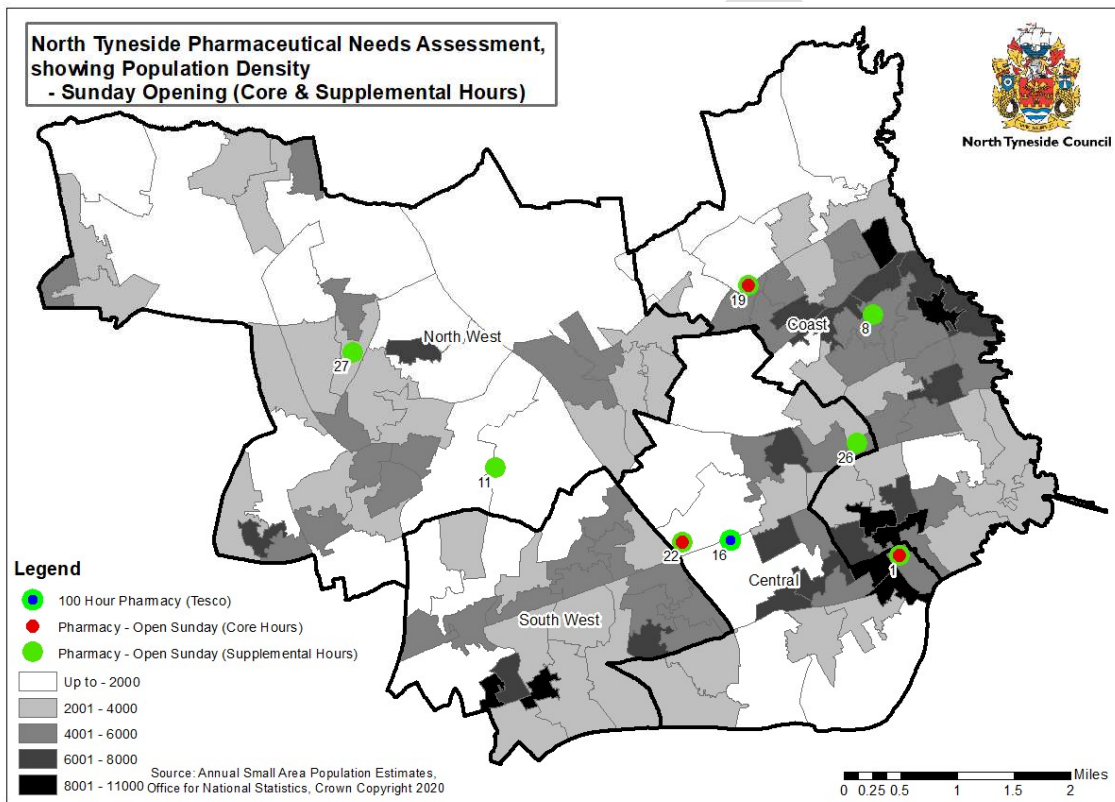 North Tyneside Pharmaceutical Needs Assessment,
showing Population Density
- Sunday Opening (Core & Supplemental Hours)
North Tyneside Council
19
Coast
8
North West
27
26
11
22
16
1
Central
South West
Legend
100 Hour Pharmacy (Tesco)
Pharmacy - Open Sunday (Core Hours)
Pharmacy - Open Sunday (Supplemental Hours)
Up to - 2000
2001 - 4000
4001 - 6000
6001 - 8000
8001 - 11000
Source: Annual Small Area Population Estimates,
Office for National Statistics, Crown Copyright 2020
Miles
0 0.25 0.5 1 1.5 2